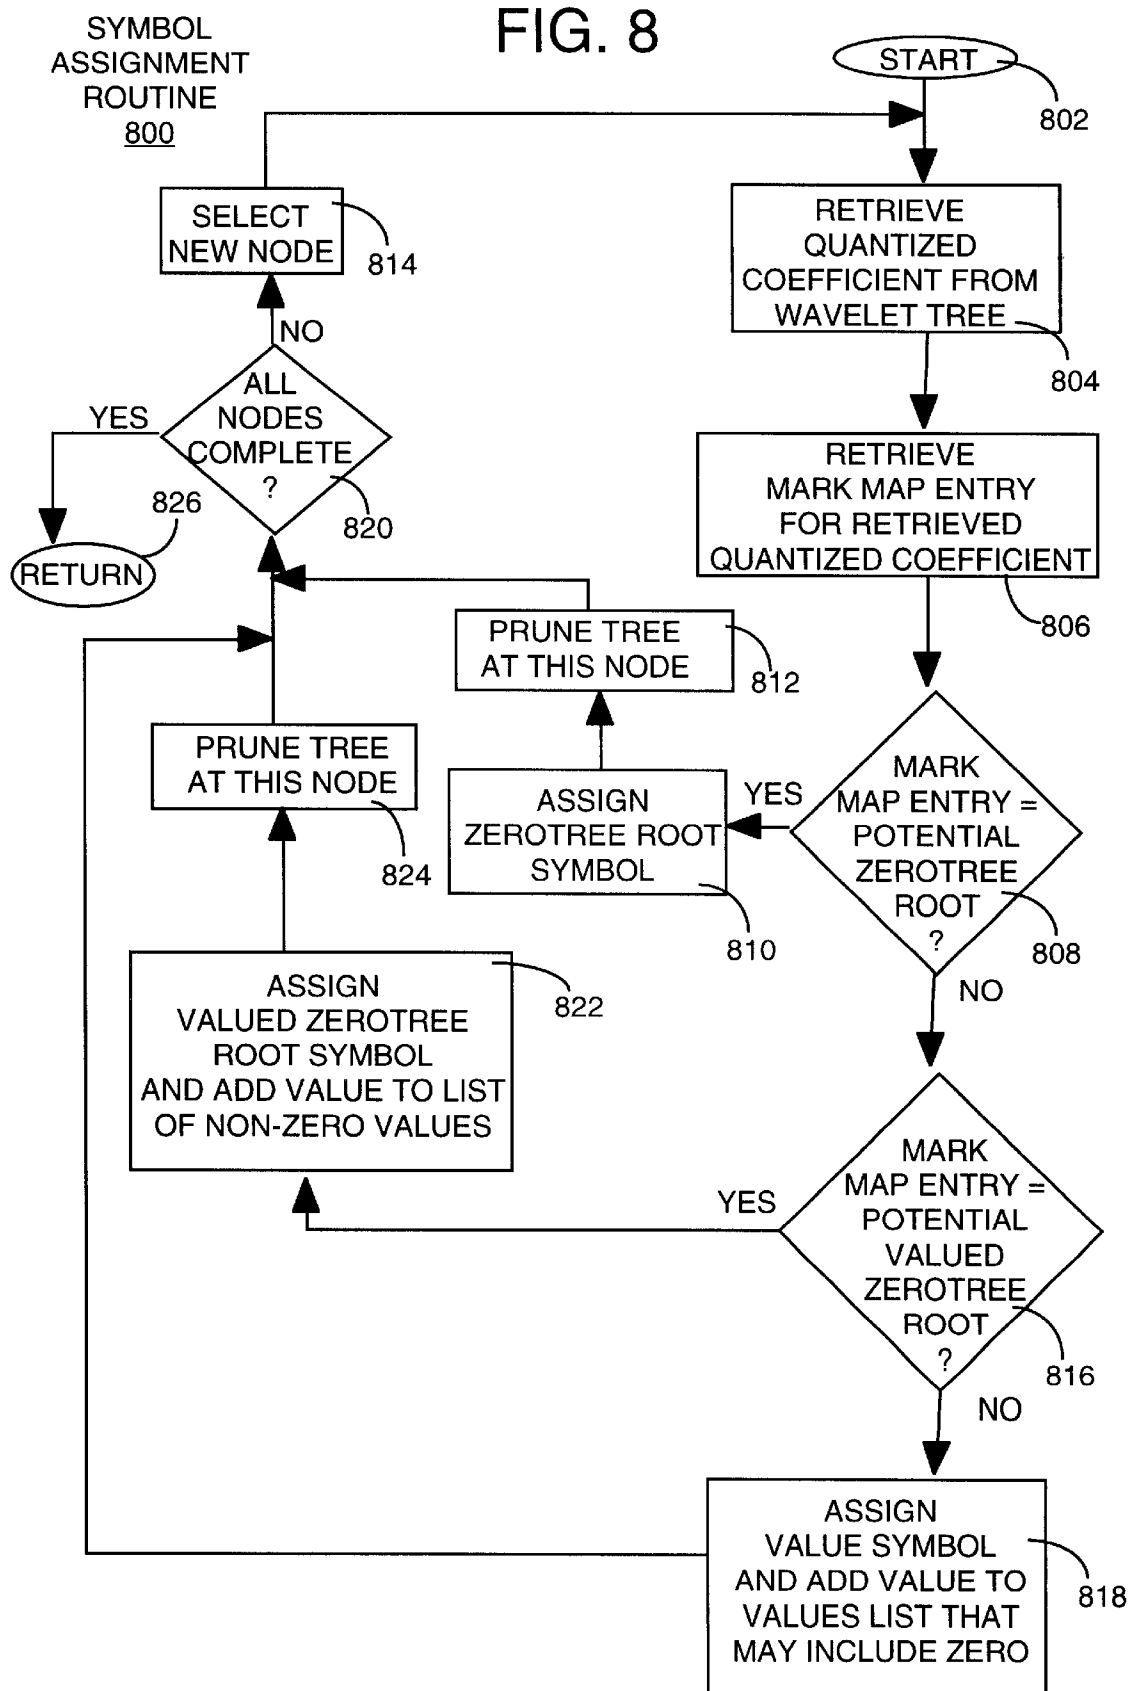 FIG. 8
SYMBOL
ASSIGNMENT
ROUTINE
800
START
802
RETRIEVE
QUANTIZED
COEFFICIENT FROM
WAVELET TREE
804
RETRIEVE
MARK MAP ENTRY
FOR RETRIEVED
QUANTIZED COEFFICIENT
806
MARK
MAP ENTRY =
POTENTIAL
ZEROTREE
ROOT
?
808
YES
NO
ASSIGN
ZEROTREE ROOT
SYMBOL
810
PRUNE TREE
AT THIS NODE
812
SELECT
NEW NODE
814
NO
ALL
NODES
COMPLETE
?
820
YES
826
RETURN
PRUNE TREE
AT THIS NODE
824
ASSIGN
VALUED ZEROTREE
ROOT SYMBOL
AND ADD VALUE TO LIST
OF NON-ZERO VALUES
822
MARK
MAP ENTRY =
POTENTIAL
VALUED
ZEROTREE
ROOT
?
816
YES
NO
ASSIGN
VALUE SYMBOL
AND ADD VALUE TO
VALUES LIST THAT
MAY INCLUDE ZERO
818